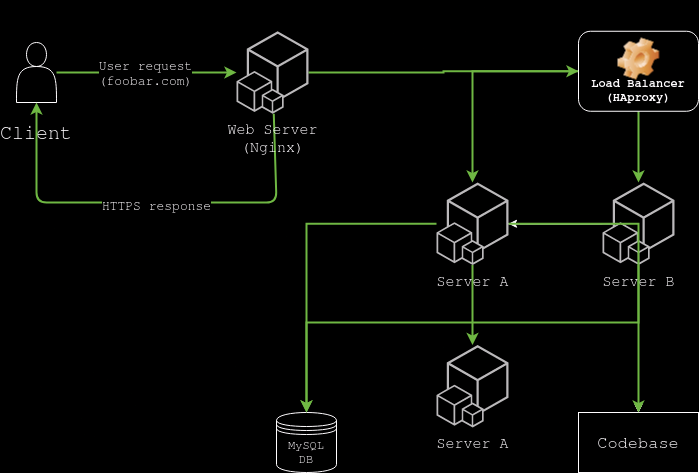 User request
(foobar.com)
Load Balancer
(HAproxy)
Client
Web Server
(Nginx)
HTTPS response
Server A
Server B
Server A
MySQL
DB
Codebase